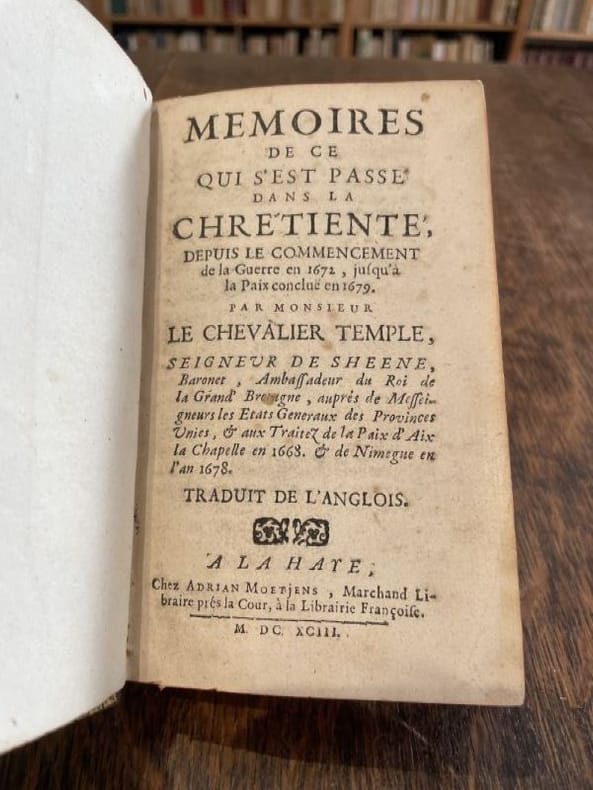 MEMOIRES
DE CE
QUI S'EST PASSE'
DANS LA
CHRETIENTE',
DEPUIS LE COMMENCEMENT
de la Guerre en 1672, juſqu'à
la Paix concluë en 1679.
PAR MONSIEUR
LE CHEVALIER TEMPLE,
SEIGNEUR DE SHEENE,
Baronet, Ambaſſadeur du Roi de
la Grand' Bretagne, auprés de Meſſei-
gneurs les Etats Generaux des Provinces
Vnies, & aux Traitez de la Paix d'Aix
la Chapelle en 1668. & de Nimegue en
l'an 1678.
TRADUIT DE L'ANGLOIS.
A LA HAYE,
Chez ADRIAN MOETJENS, Marchand Li-
braire prés la Cour, à la Librairie Françoiſe.
M. DC. XCIII.